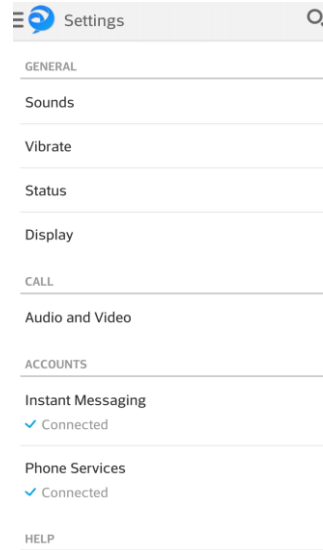 Settings
GENERAL
Sounds
Vibrate
Status
Display
CALL
Audio and Video
ACCOUNTS
Instant Messaging
Connected
Phone Services
Connected
HELP